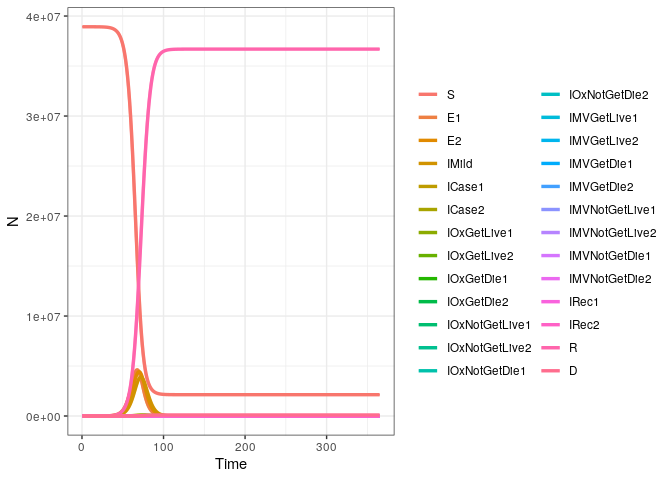 4e+07
3e+07
2e+07
1e+07
0e+00
N
0
100
200
300
Time
S
E1
E2
IMild
ICase1
ICase2
IOxGetLive1
IOxGetLive2
IOxGetDie1
IOxGetDie2
IOxNotGetLive1
IOxNotGetLive2
IOxNotGetDie1
IOxNotGetDie2
IMVGetLive1
IMVGetLive2
IMVGetDie1
IMVGetDie2
IMVNotGetLive1
IMVNotGetLive2
IMVNotGetDie1
IMVNotGetDie2
IRec1
IRec2
R
D